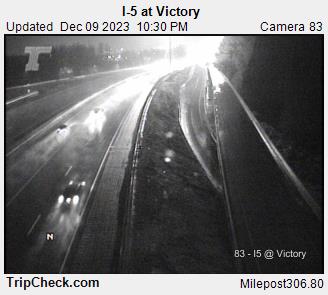 I-5 at Victory
Updated Dec 09 2023 10:30 PM Camera 83
T
N
83 - I5 @ Victory
TripCheck.com Milepost306.80